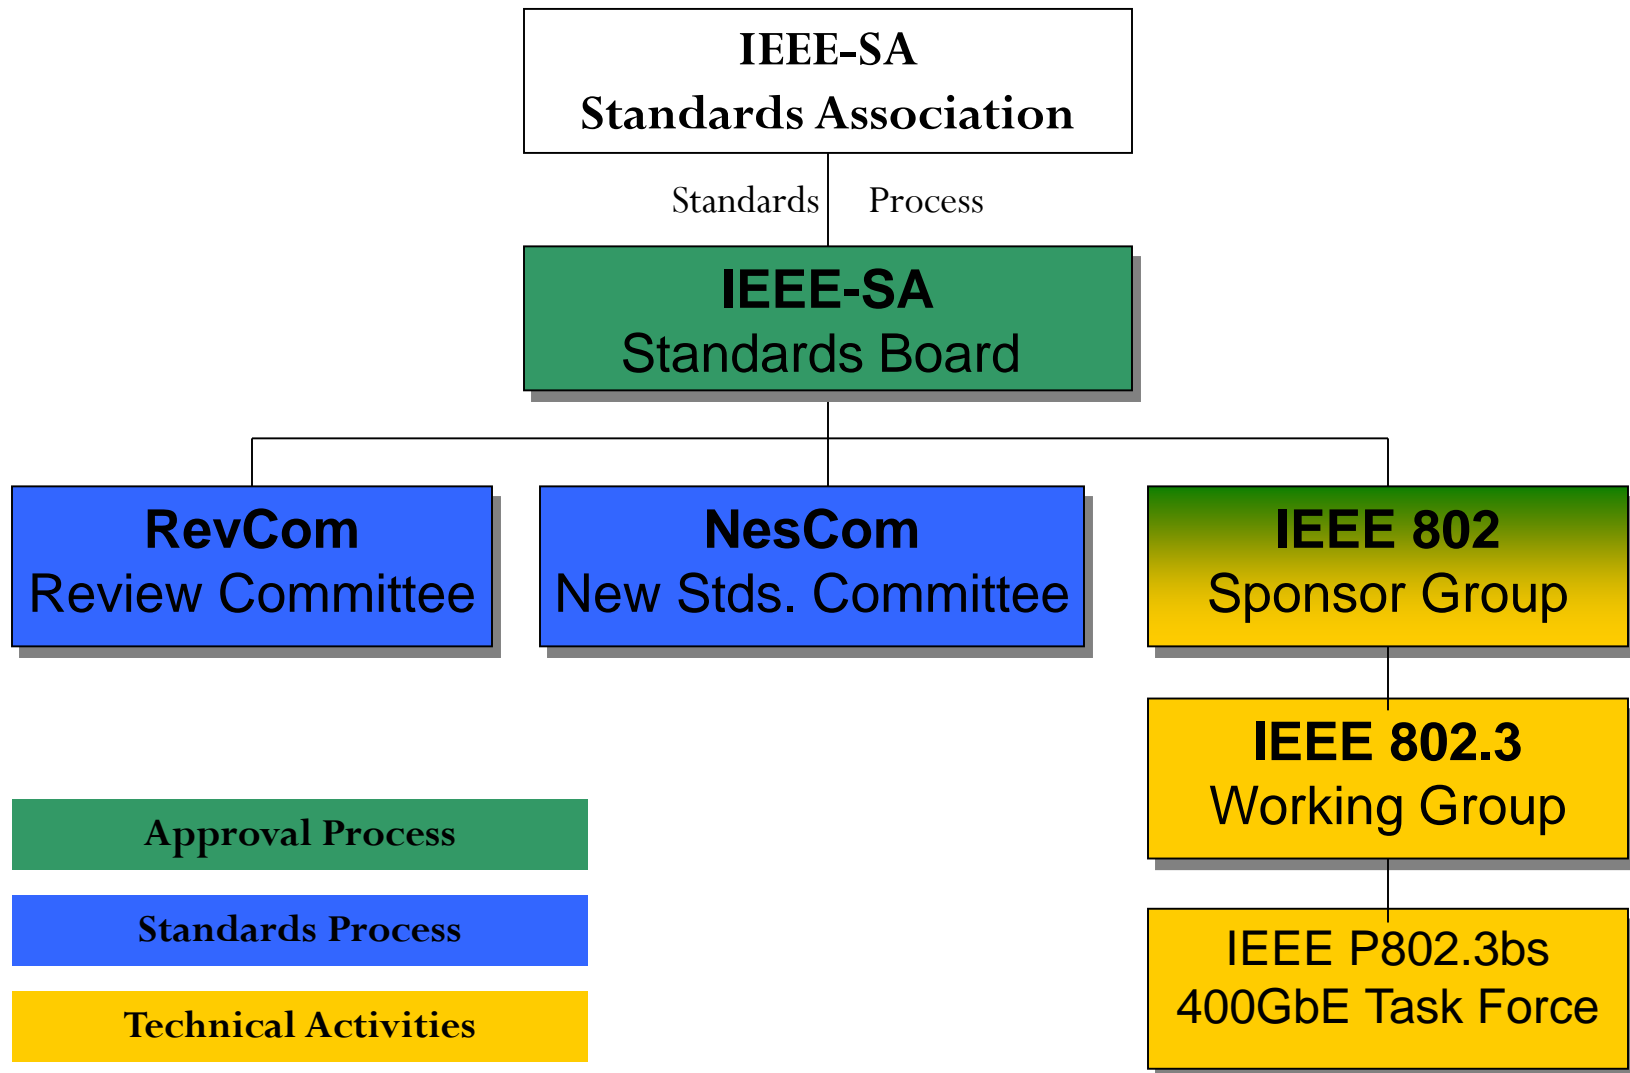 IEEE-SA
Standards Association
Standards Process
IEEE-SA
Standards Board
RevCom
Review Committee
NesCom
New Stds. Committee
IEEE 802
Sponsor Group
IEEE 802.3
Working Group
IEEE P802.3bs
400GbE Task Force
Approval Process
Standards Process
Technical Activities